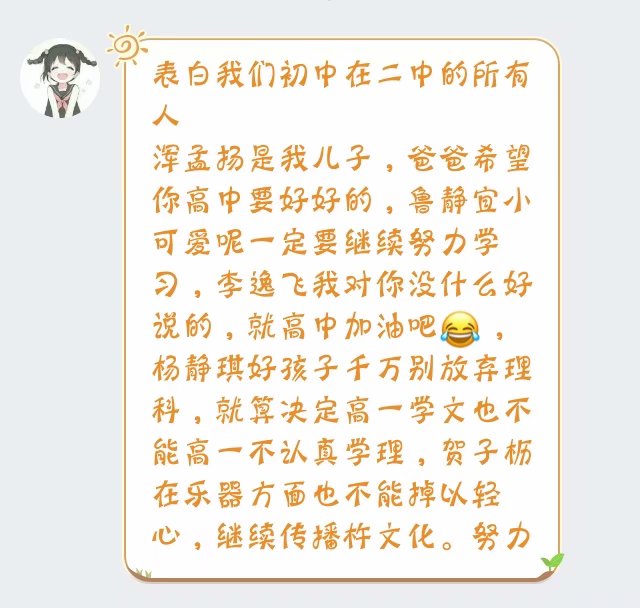 表白我们初中在二中的所有
人
浑孟扬是我儿子，爸爸希望
你高中要好好的，鲁静宜小
可爱呢一定要继续努力学
习，李逸飞我对你没什么好
说的，就高中加油吧😂，
杨静琪好孩子千万别放弃理
科，就算决定高一学文也不
能高一不认真学理，贺子枥
在乐器方面也不能掉以轻
心，继续传播杵文化。努力